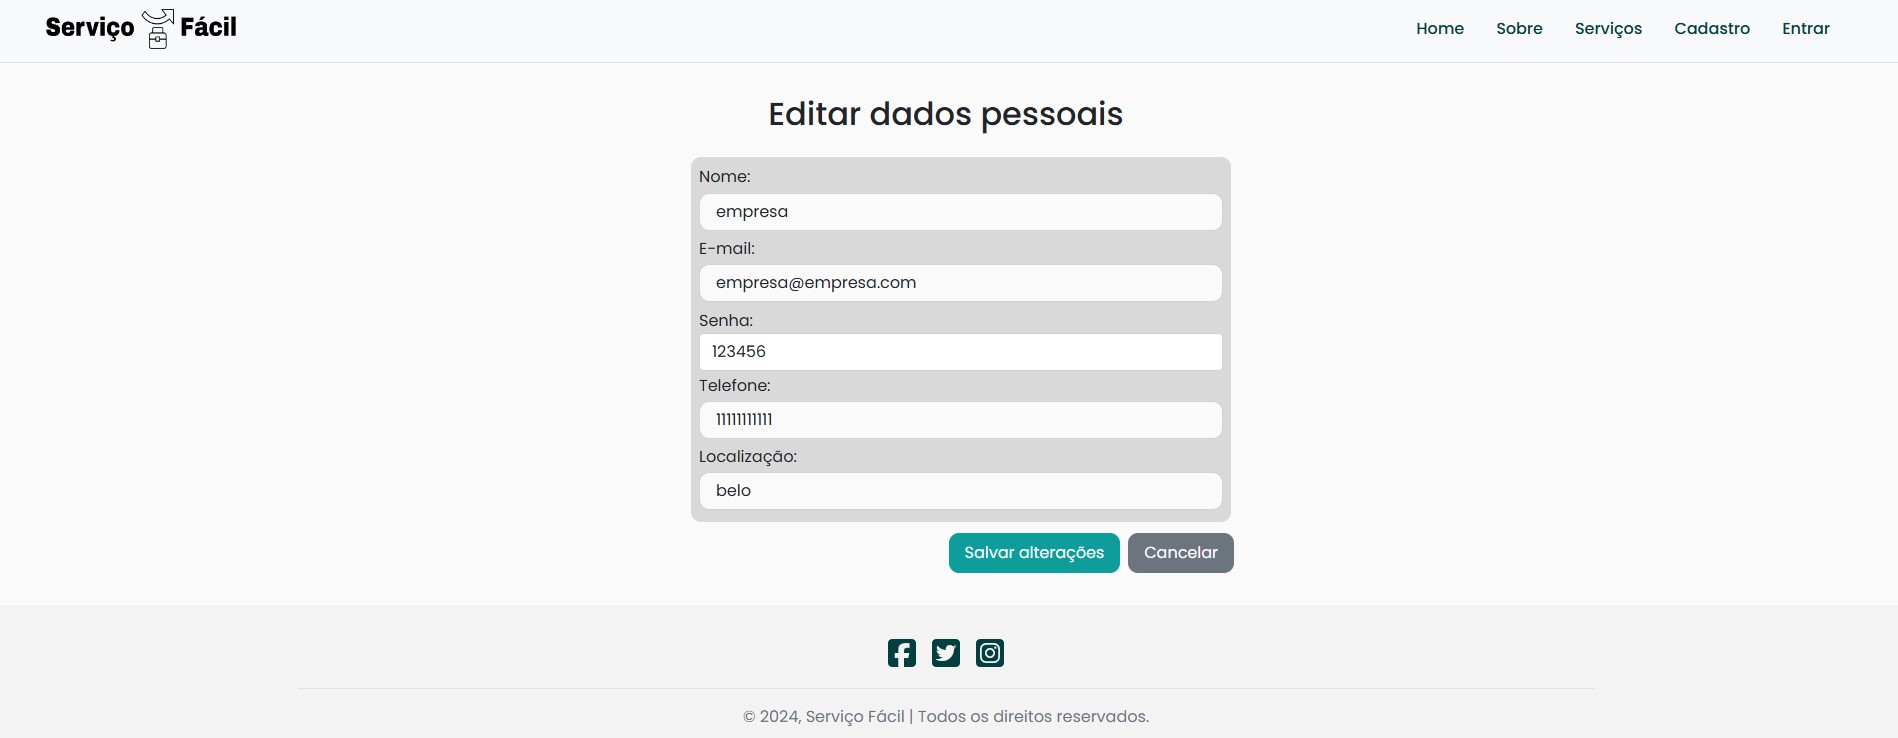 Serviço Fácil
Home Sobre Serviços Cadastro Entrar
Editar dados pessoais
Nome:
empresa
E-mail:
empresa@empresa.com
Senha:
123456
Telefone:
11111111111
Localização:
belo
Salvar alterações Cancelar
© 2024, Serviço Fácil | Todos os direitos reservados.